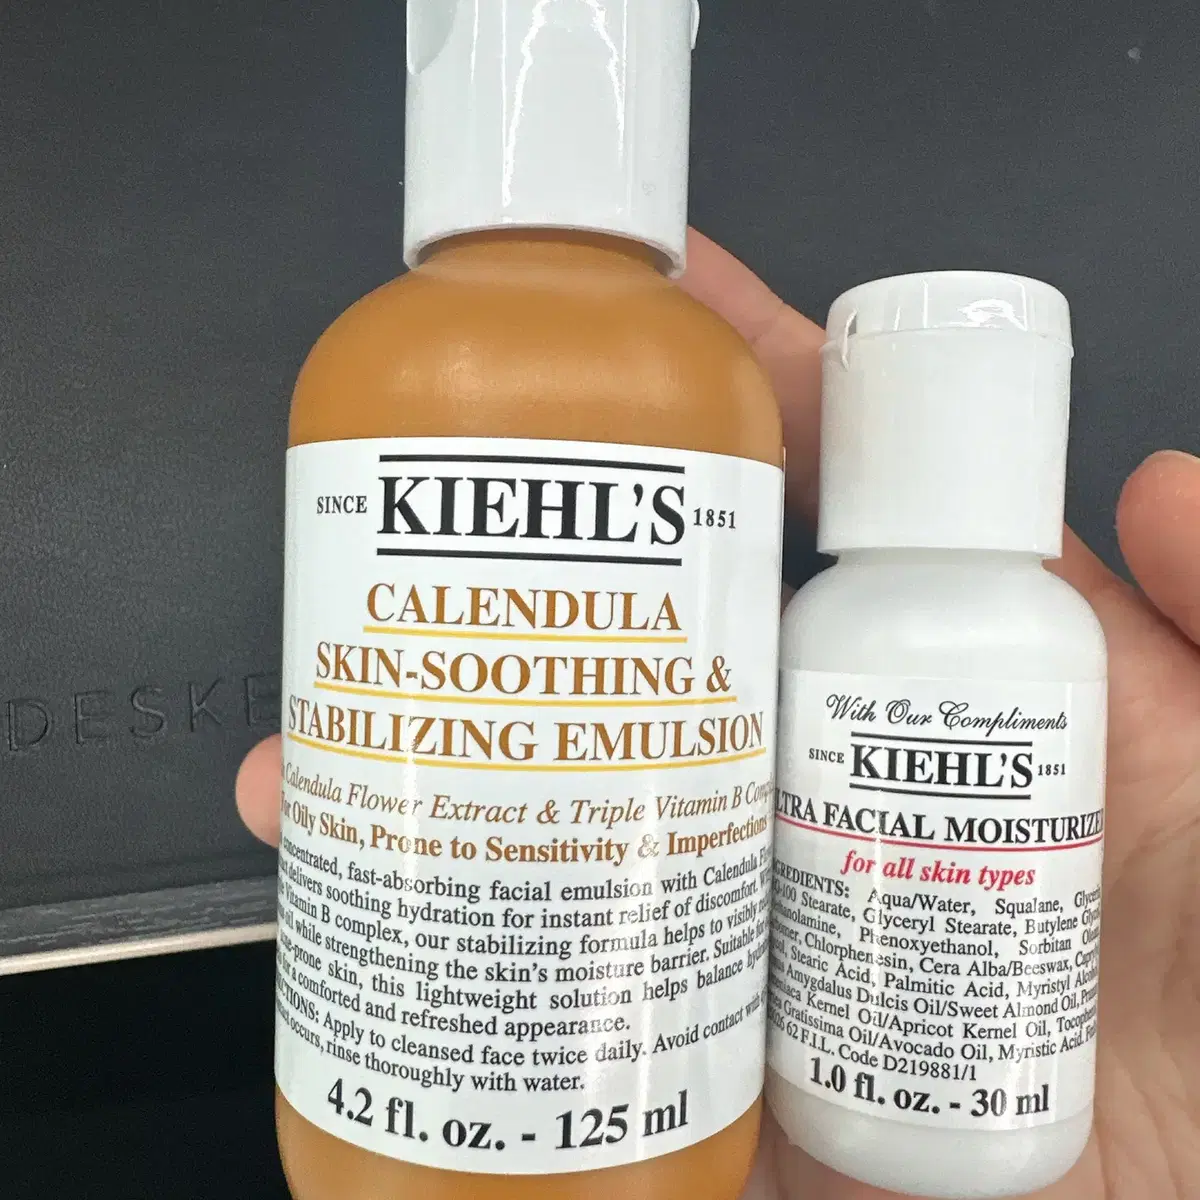 DESKE
SINCE KIEHL'S 1851
CALENDULA
SKIN-SOOTHING &
STABILIZING EMULSION
Calendula Flower Extract & Triple Vitamin B
For Oily Skin, Prone to Sensitivity & Imperfections
concentrated, fast-absorbing facial emulsion with Calendula
delivers soothing hydration for instant relief of discomfort.
Vitamin B complex, our stabilizing formula helps to visibly
oil while strengthening the skin's moisture barrier. Suitable for
skin, this lightweight solution helps balance
for a comforted and refreshed appearance.
Apply to cleansed face twice daily. Avoid contact with
occurs, rinse thoroughly with water.
4.2 fl. oz. - 125 ml
With Our Compliments
SINCE KIEHL'S 1851
LTRA FACIAL MOISTURIZE
for all skin types
Aqua/Water, Squalane,
Stearate, Glyceryl Stearate, Butylene
Phenoxyethanol, Sorbitan
Chlorphenesin, Cera Alba/Beeswax,
Stearic Acid, Palmitic Acid, Myristyl
Amygdalus Dulcis Oil/Sweet Almond Oil,
Kernel Oil/Apricot Kernel Oil,
Gratissima Oil/Avocado Oil, Myristic Acid.
62 F.I.L. Code D219881/1
1.0 fl. oz. - 30 ml